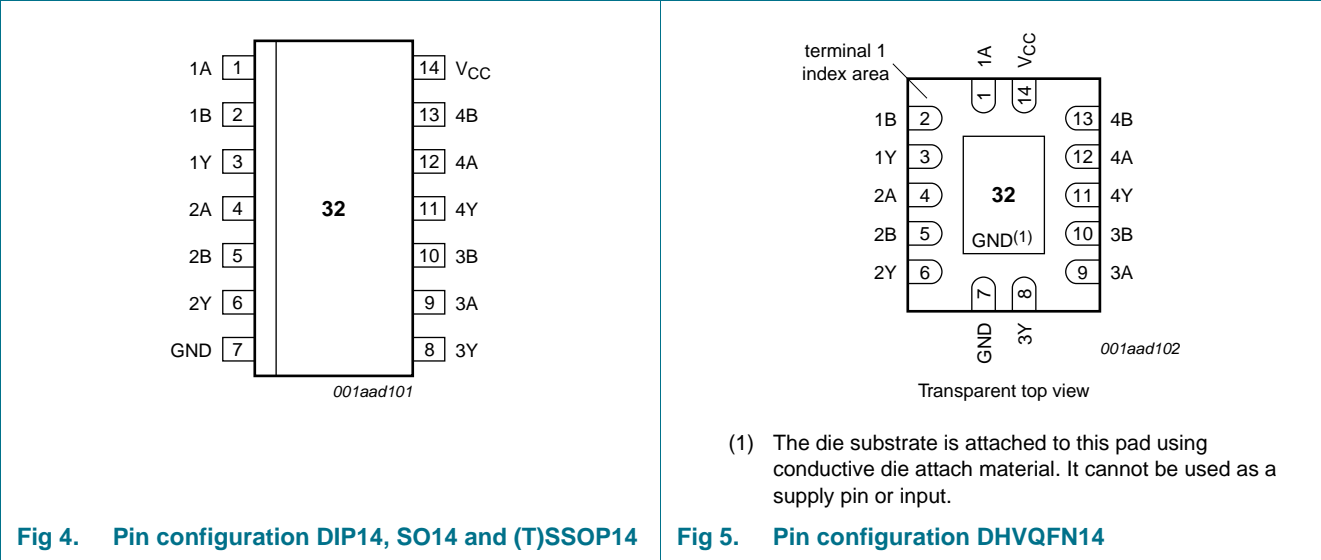 1A 1 14 VCC
1B 2 13 4B
1Y 3 12 4A
2A 4 32 11 4Y
2B 5 10 3B
2Y 6 9 3A
GND 7 8 3Y
001aad101
Fig 4. Pin configuration DIP14, SO14 and (T)SSOP14
terminal 1
index area
1A VCC
1 14
1B 2 13 4B
1Y 3 12 4A
2A 4 32 11 4Y
2B 5 GND(1) 10 3B
2Y 6 9 3A
7 8
GND 3Y
001aad102
Transparent top view
(1) The die substrate is attached to this pad using
conductive die attach material. It cannot be used as a
supply pin or input.
Fig 5. Pin configuration DHVQFN14